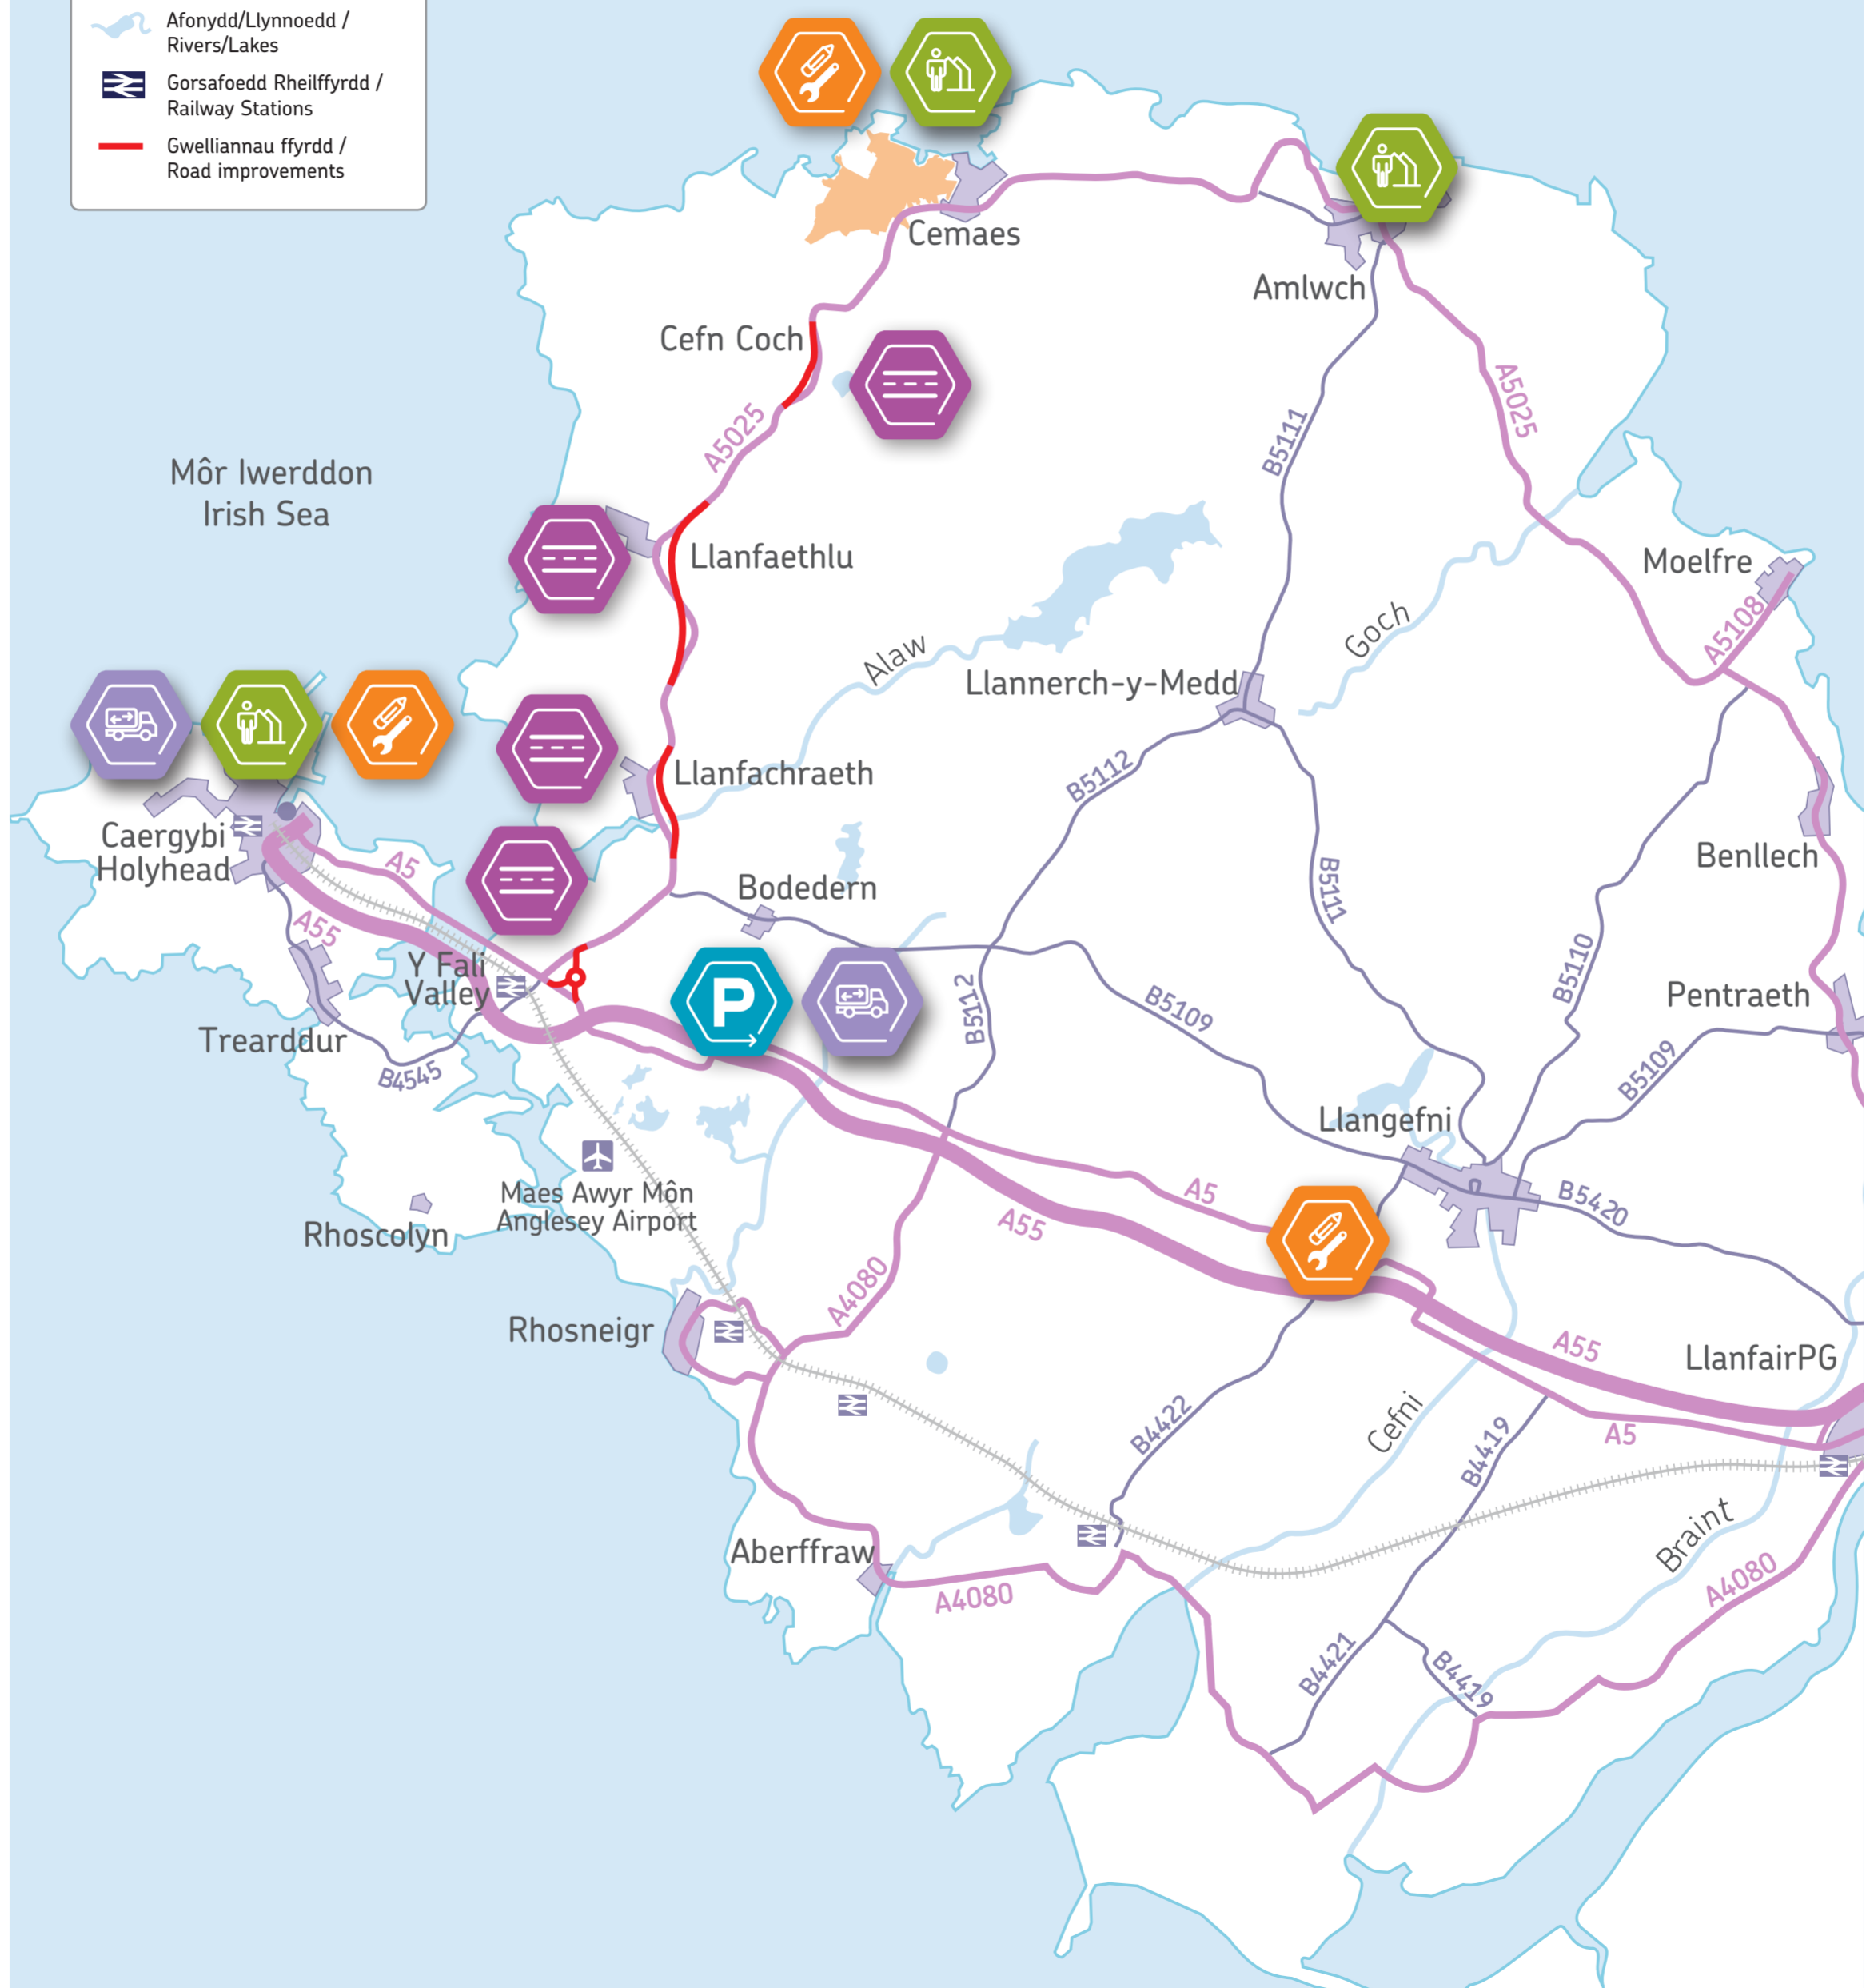 Afonydd/Llynnoedd /
Rivers/Lakes
Gorsafoedd Rheilffyrdd /
Railway Stations
Gwelliannau ffyrdd /
Road improvements
Cemaes
Amlwch
Cefn Coch
A5025
A5025
B5111
Môr Iwerddon
Irish Sea
Llanfaethlu
Moelfre
A5108
Goch
Alaw
Llannerch-y-Medd
Llanfachraeth
B5112
Caergybi
Holyhead
A5
A55
Bodedern
B5111
Benllech
Y Fali
Valley
P
B5112
B5109
B5110
Pentraeth
Trearddur
B4545
B5109
Llangefni
Maes Awyr Môn
Anglesey Airport
Rhoscolyn
A5
A55
B5420
A4080
Rhosneigr
A55
LlanfairPG
B4422
Cefni
B4419
A5
Aberffraw
A4080
Braint
A4080
B4421
B4419